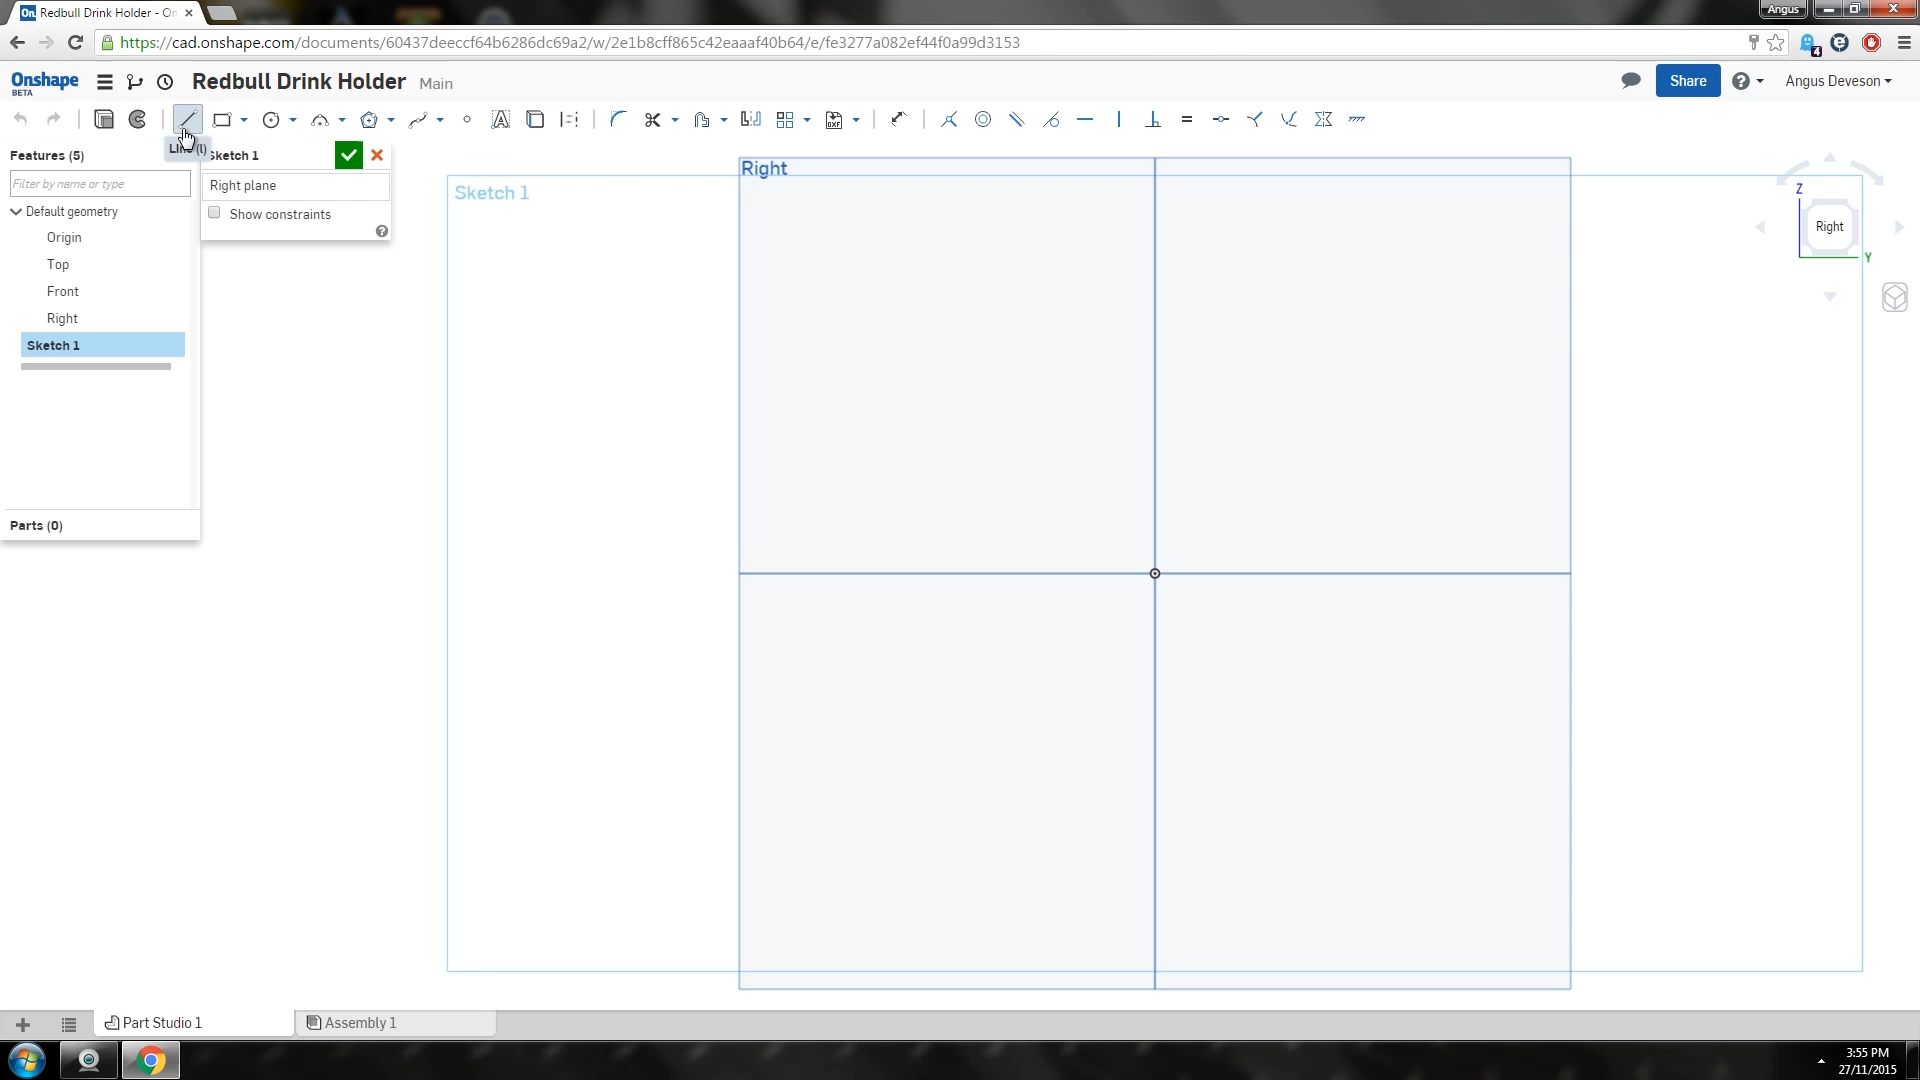 Redbull Drink Holder - On
Angus
https://cad.onshape.com/documents/60437deeccf64b6286dc69a2/w/2e1b8cff865c42eaaaf40b64/e/fe3277a082ef44f0a99d3153
4
Onshape
BETA
Redbull Drink Holder Main
Share
Angus Deveson
DXF
Line (l)
Features (5)
Sketch 1
Filter by name or type
Right plane
Default geometry
Show constraints
Origin
Top
Front
Right
Sketch 1
Parts (0)
Right
Sketch 1
Z
Right
Y
Part Studio 1
Assembly 1
3:55 PM
27/11/2015